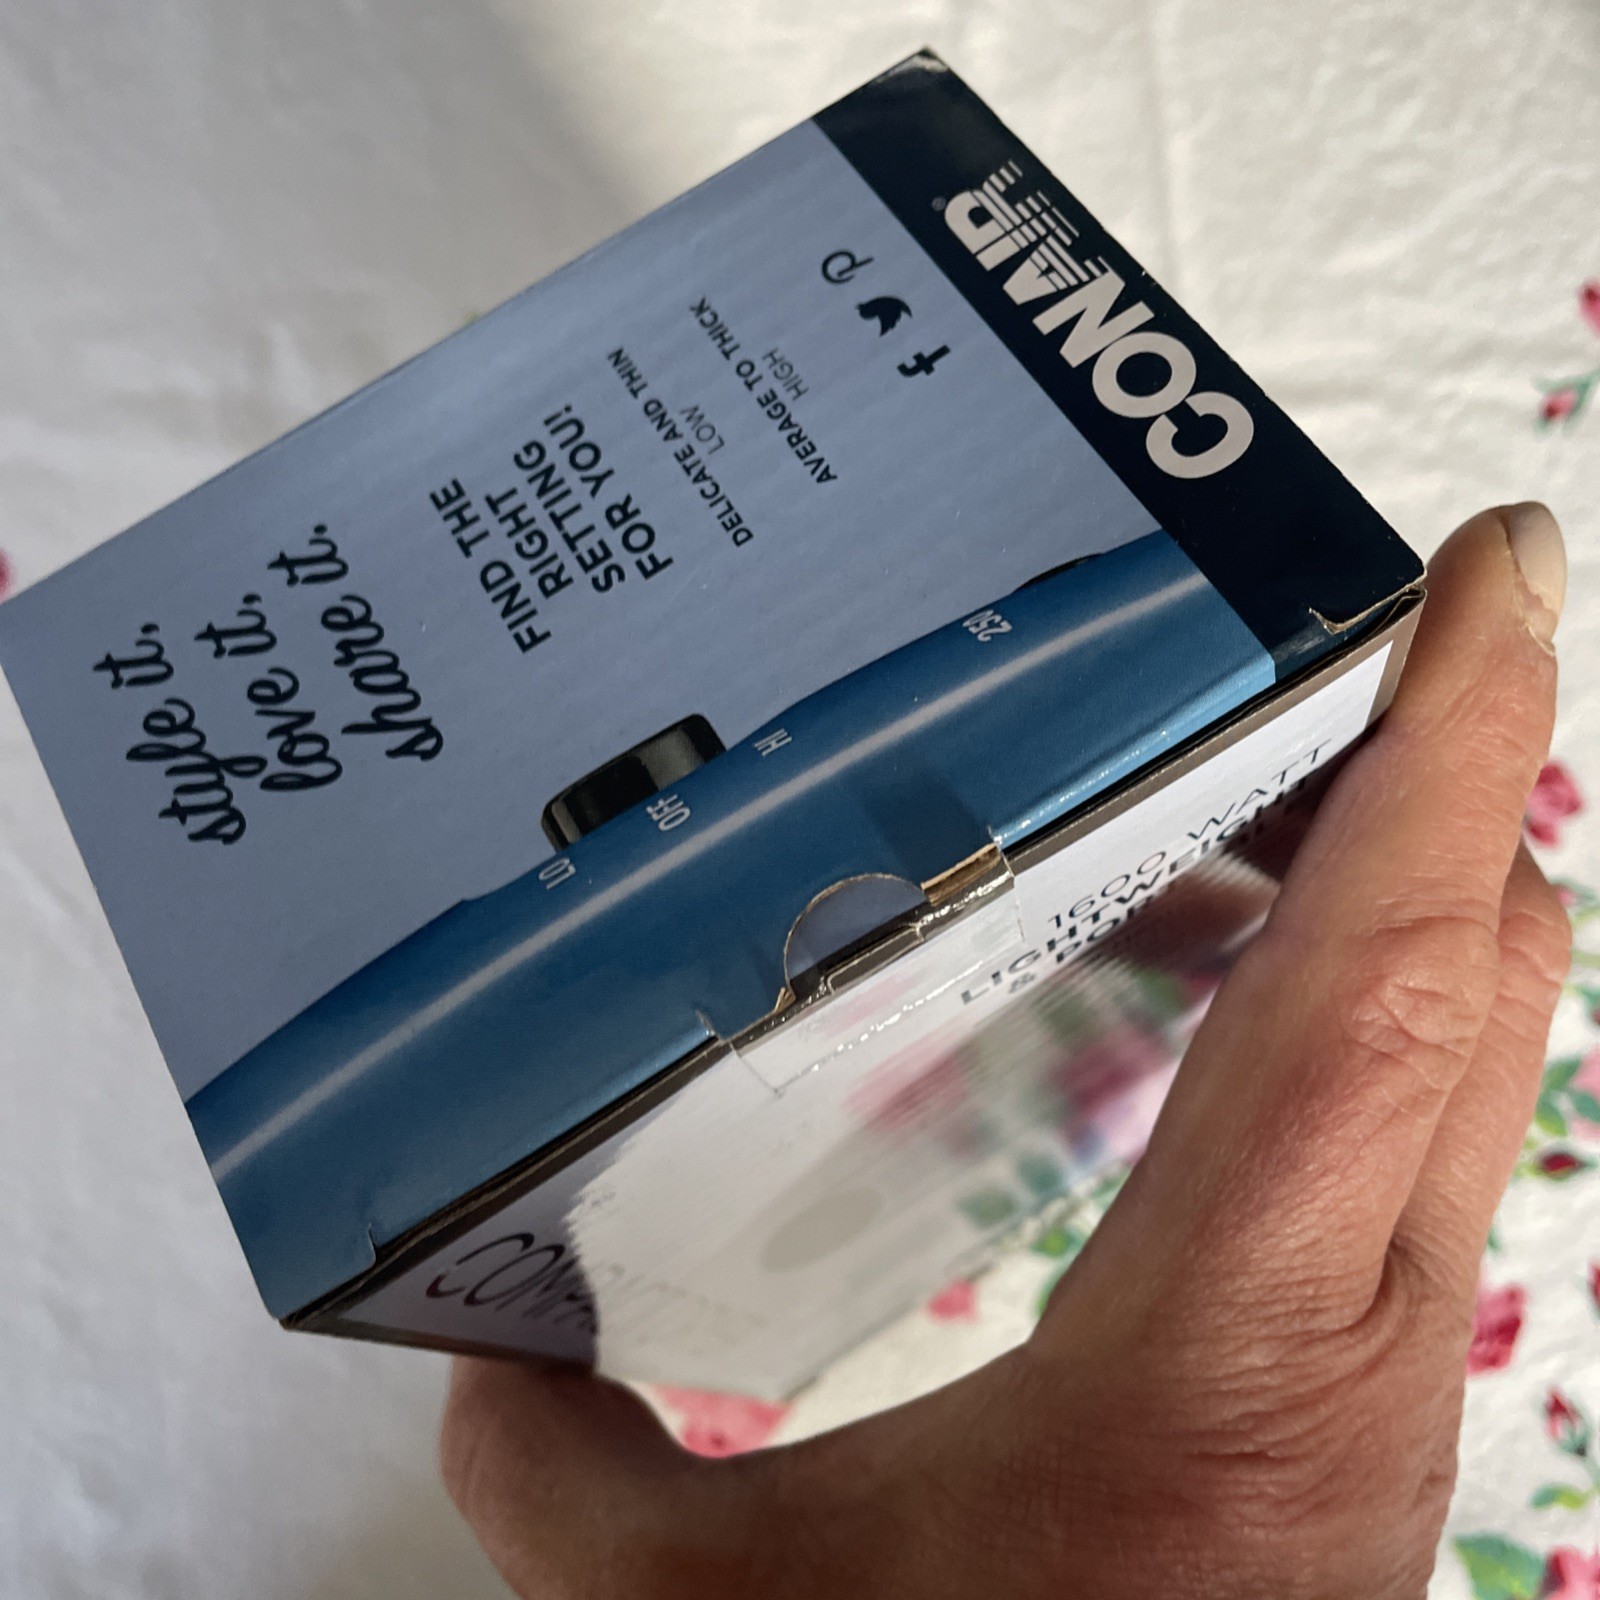 CONAIR®
style it.
love it.
share it.
FIND THE
RIGHT
SETTING
FOR YOU!
DELICATE AND THIN
LOW
AVERAGE TO THICK
HIGH
LO OFF HI
250
1600 WATT
LIGHTWEIGHT
&